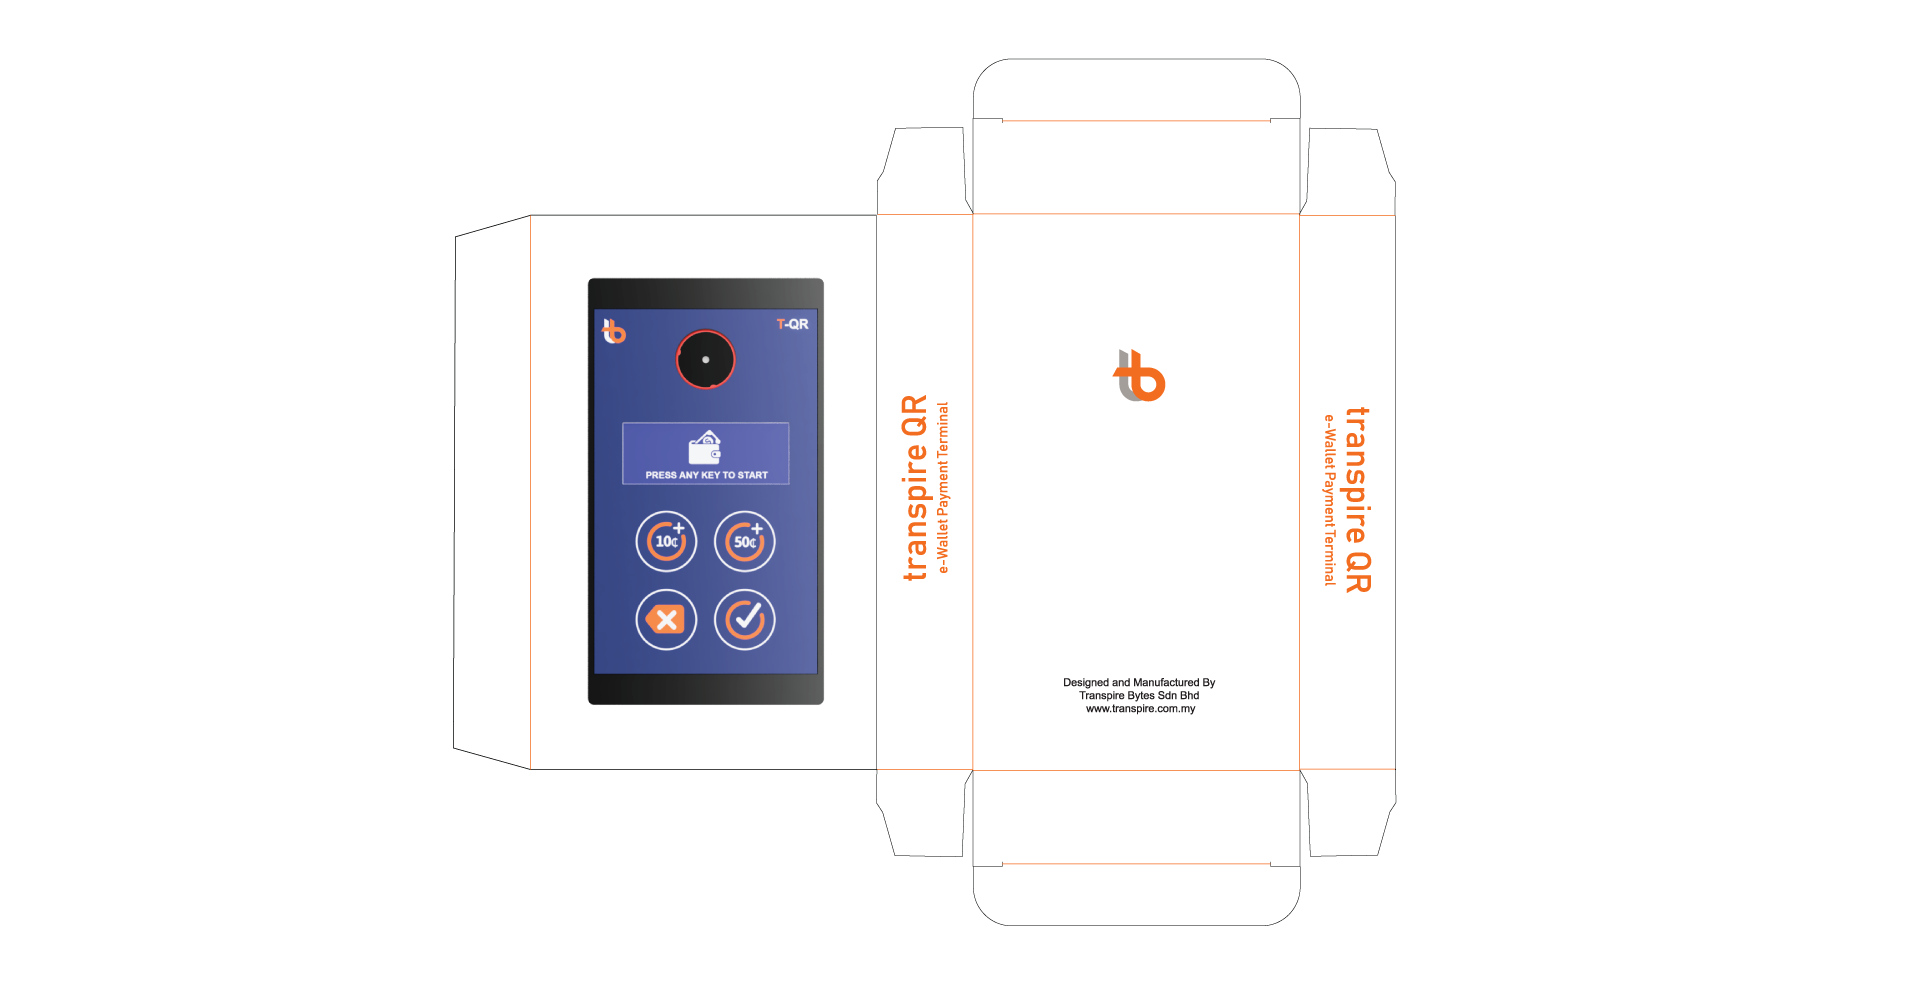 T-QR
PRESS ANY KEY TO START
10¢
50¢
transpire QR
e-Wallet Payment Terminal
Designed and Manufactured By
Transpire Bytes Sdn Bhd
www.transpire.com.my
transpire QR
e-Wallet Payment Terminal